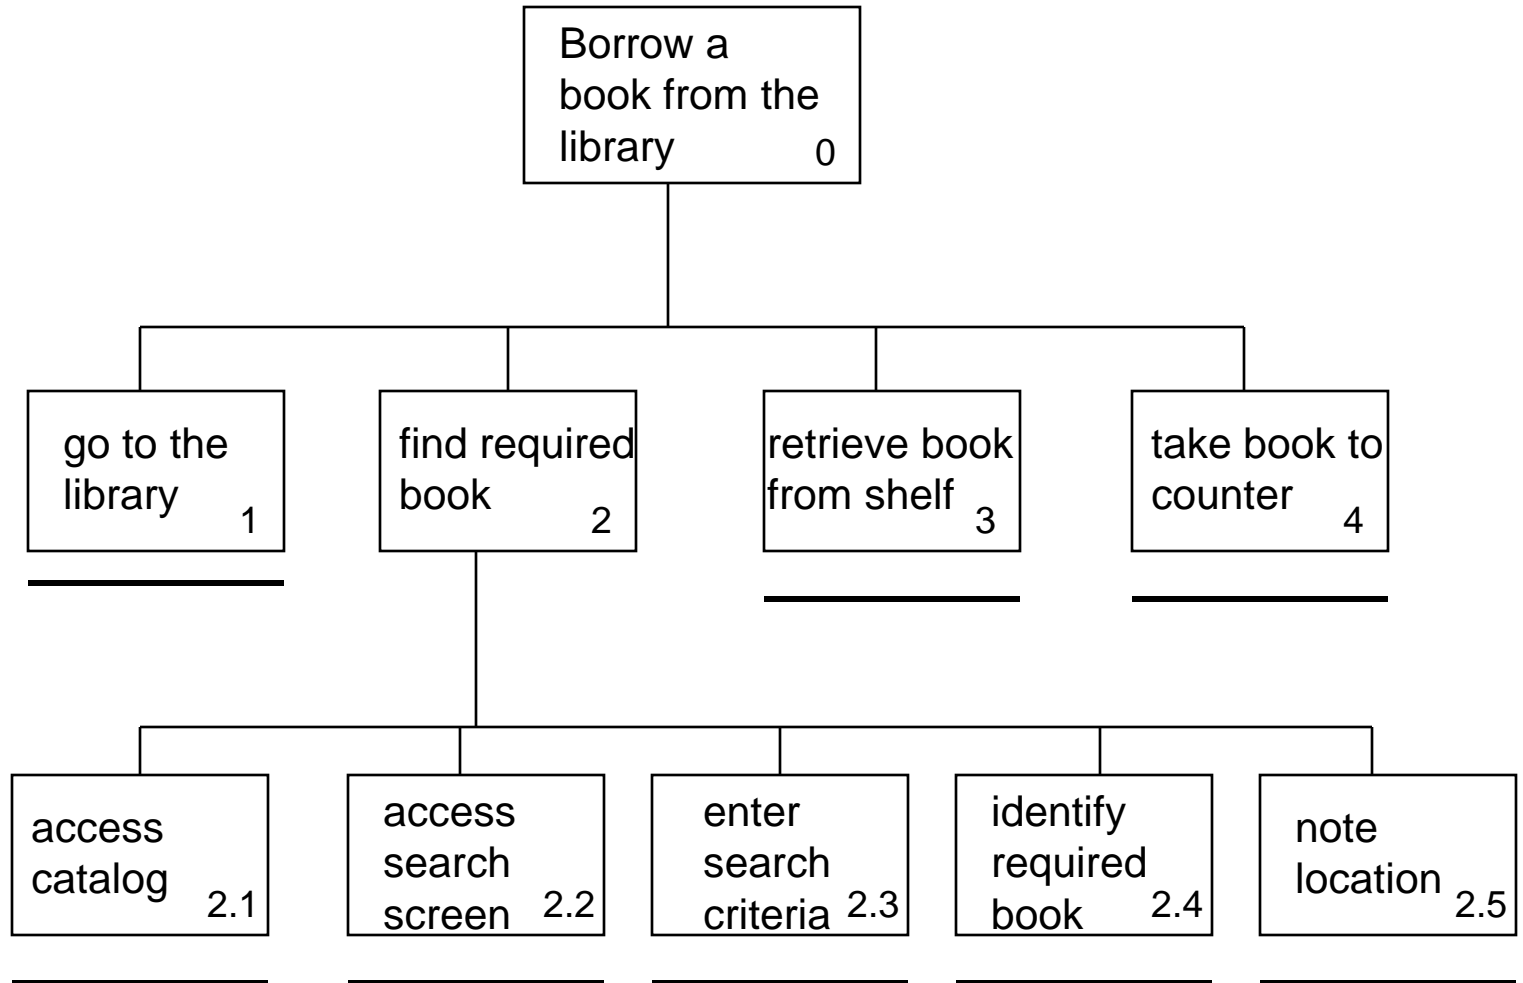 Borrow a
book from the
library
0
go to the
library
1
find required
book
2
retrieve book
from shelf
3
take book to
counter
4
access
catalog
2.1
access
search
screen
2.2
enter
search
criteria
2.3
identify
required
book
2.4
note
location
2.5